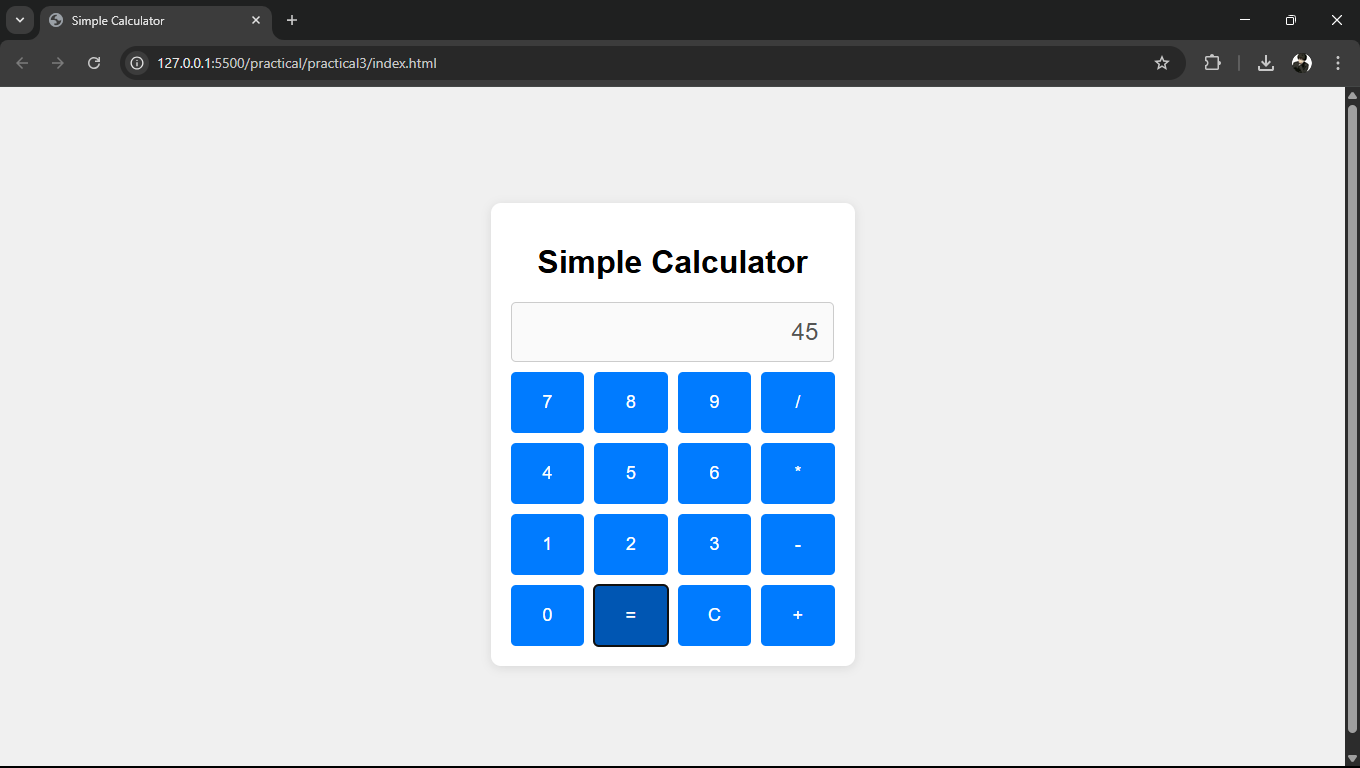 Simple Calculator
127.0.0.1:5500/practical/practical3/index.html
Simple Calculator
45
7 8 9 /
4 5 6 *
1 2 3 -
0 = C +